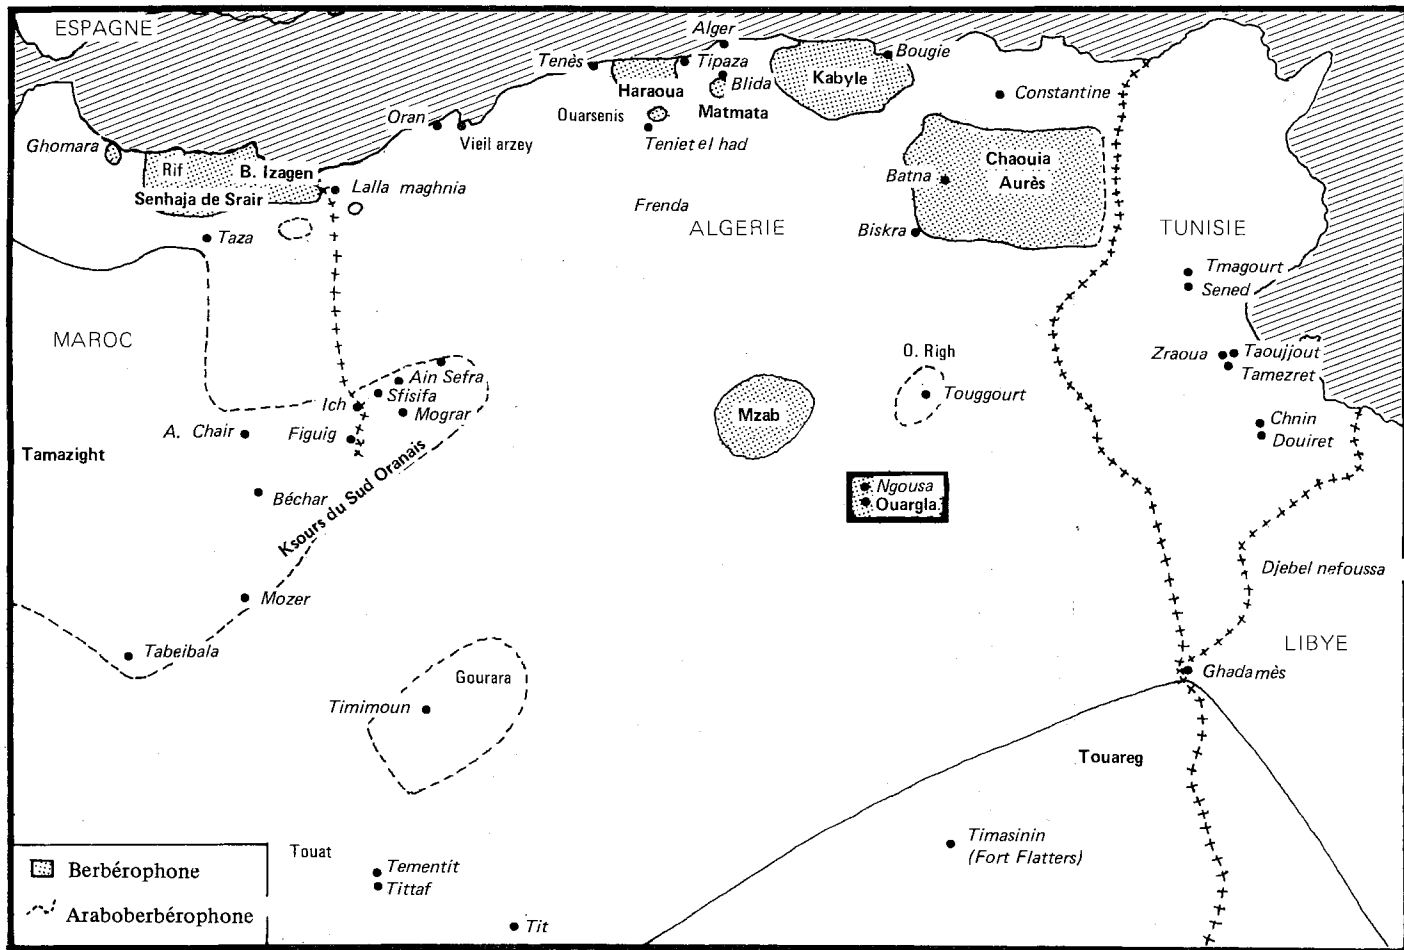 ESPAGNE
Alger
Tenès
Tipaza
Bougie
Kabyle
Blida
Haraoua
Constantine
Ouarsenis
Matmata
Oran
Vieil arzey
Teniet el had
Ghomara
Rif
B. Izagen
Chaouia
Aurès
Batna
Lalla maghnia
Senhaja de Srair
Frenda
ALGERIE
Biskra
TUNISIE
Taza
Tmagourt
Sened
MAROC
O. Righ
Zraoua
Taoujjout
Tamezret
Ain Sefra
Sfisifa
Ich
Mograr
Mzab
Touggourt
A. Chair
Figuig
Chnin
Douiret
Tamazight
Béchar
Ksours du Sud Oranais
Ngousa
Ouargla
Djebel nefoussa
Mozer
Tabeibala
LIBYE
Gourara
Ghadamès
Timimoun
Touareg
Timasinin
(Fort Flatters)
Touat
Tementit
Tittaf
Tit
Berbérophone
Araboberbérophone